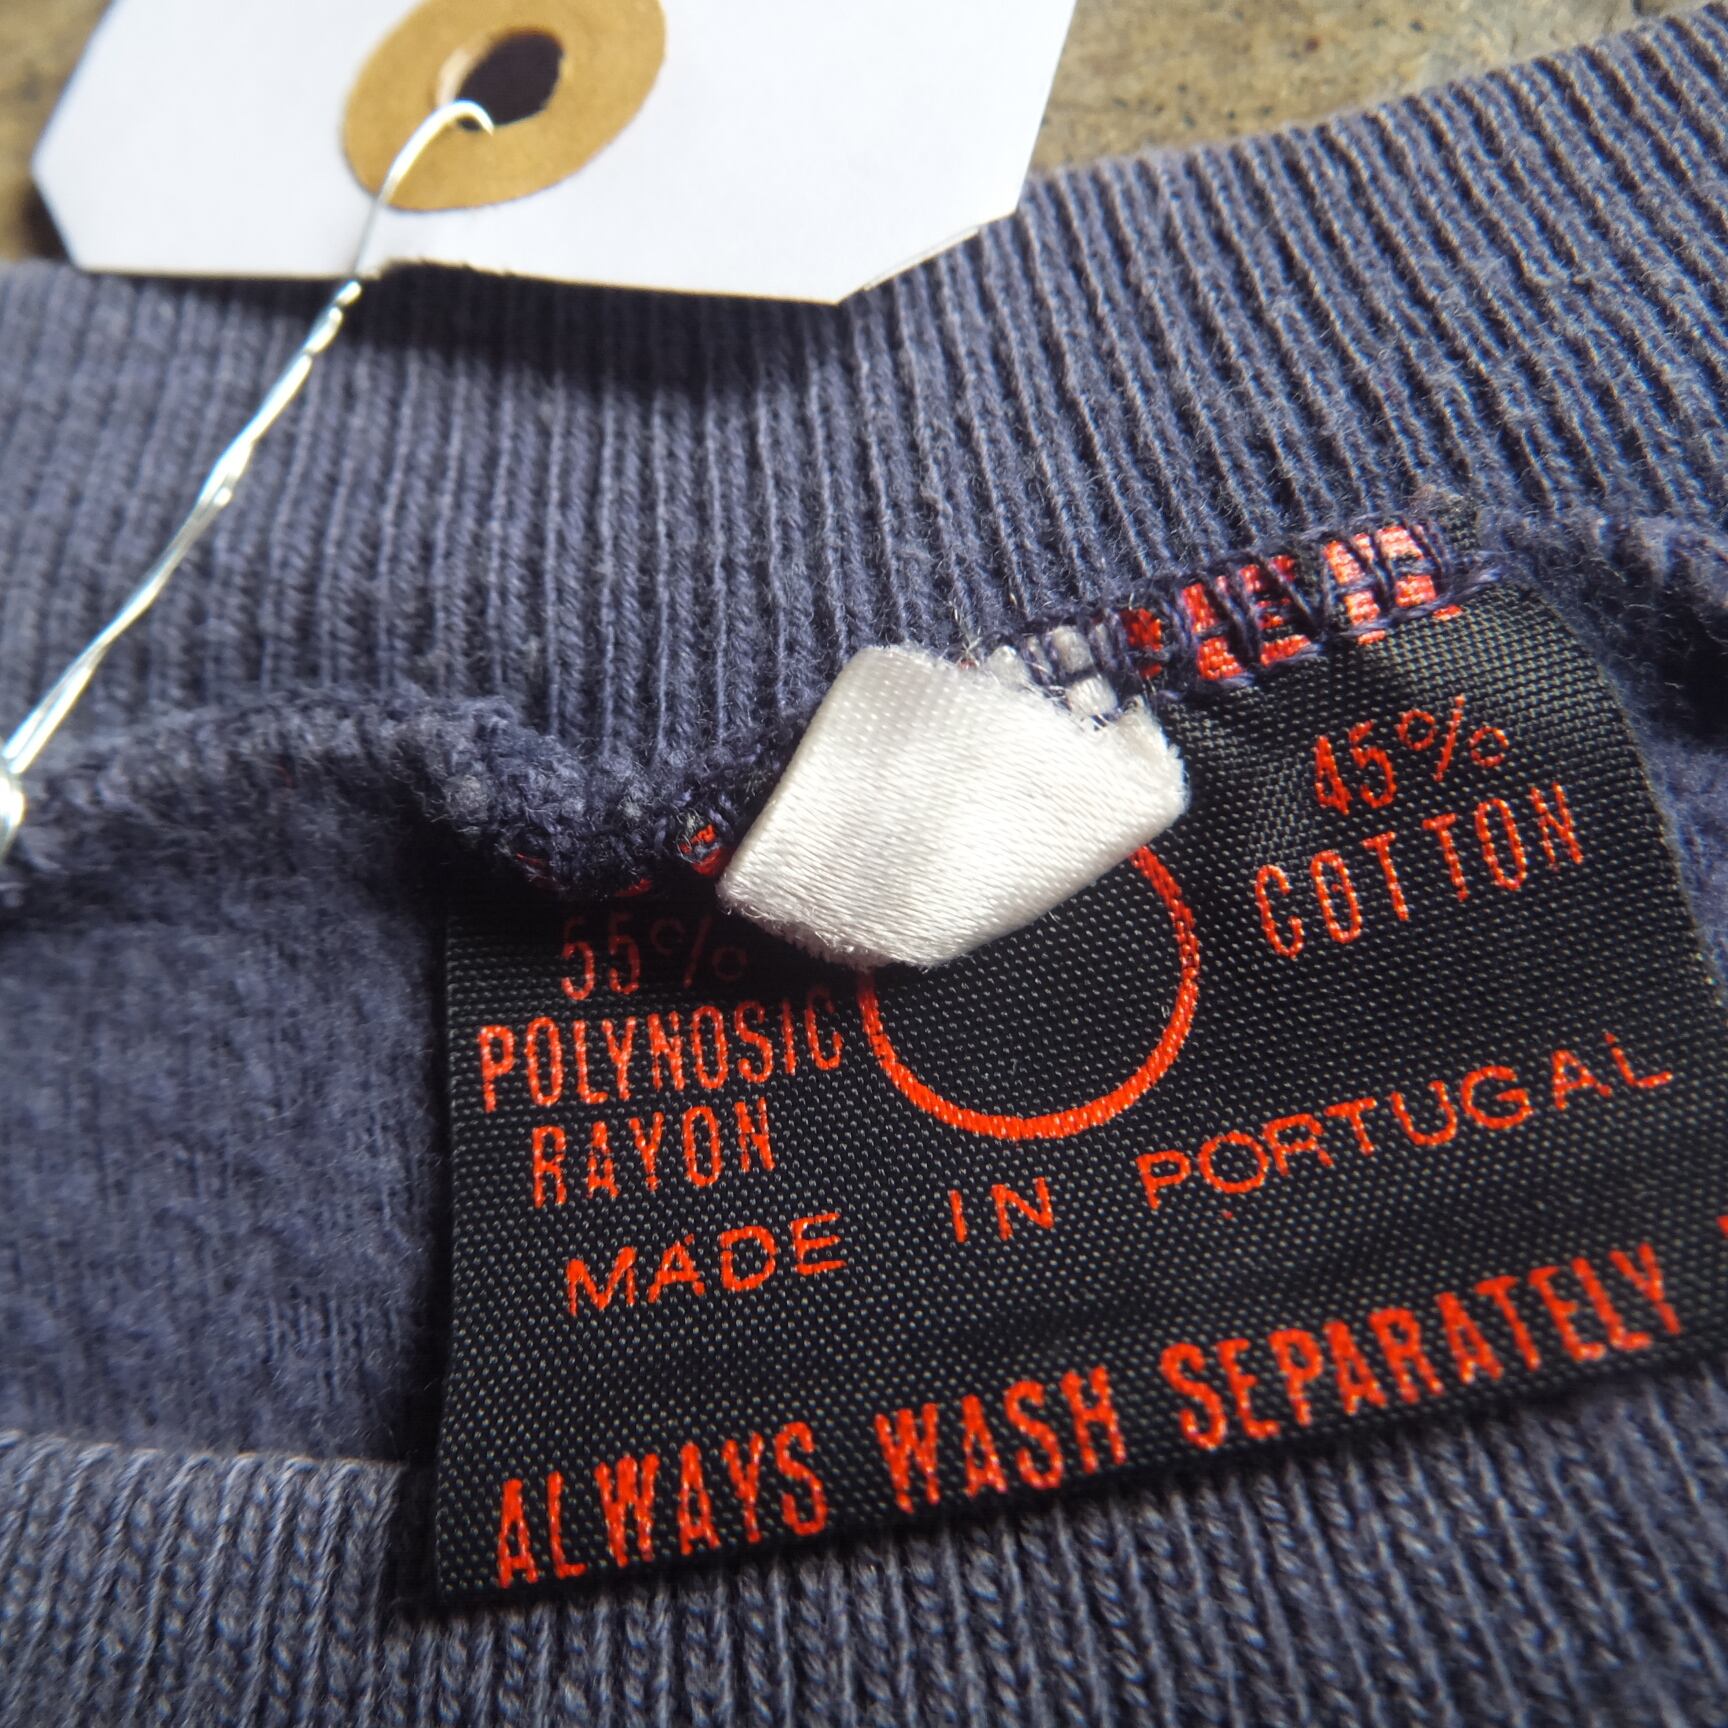 55%
POLYNOSIC
RAYON
45%
COTTON
MADE IN PORTUGAL
ALWAYS WASH SEPARATELY